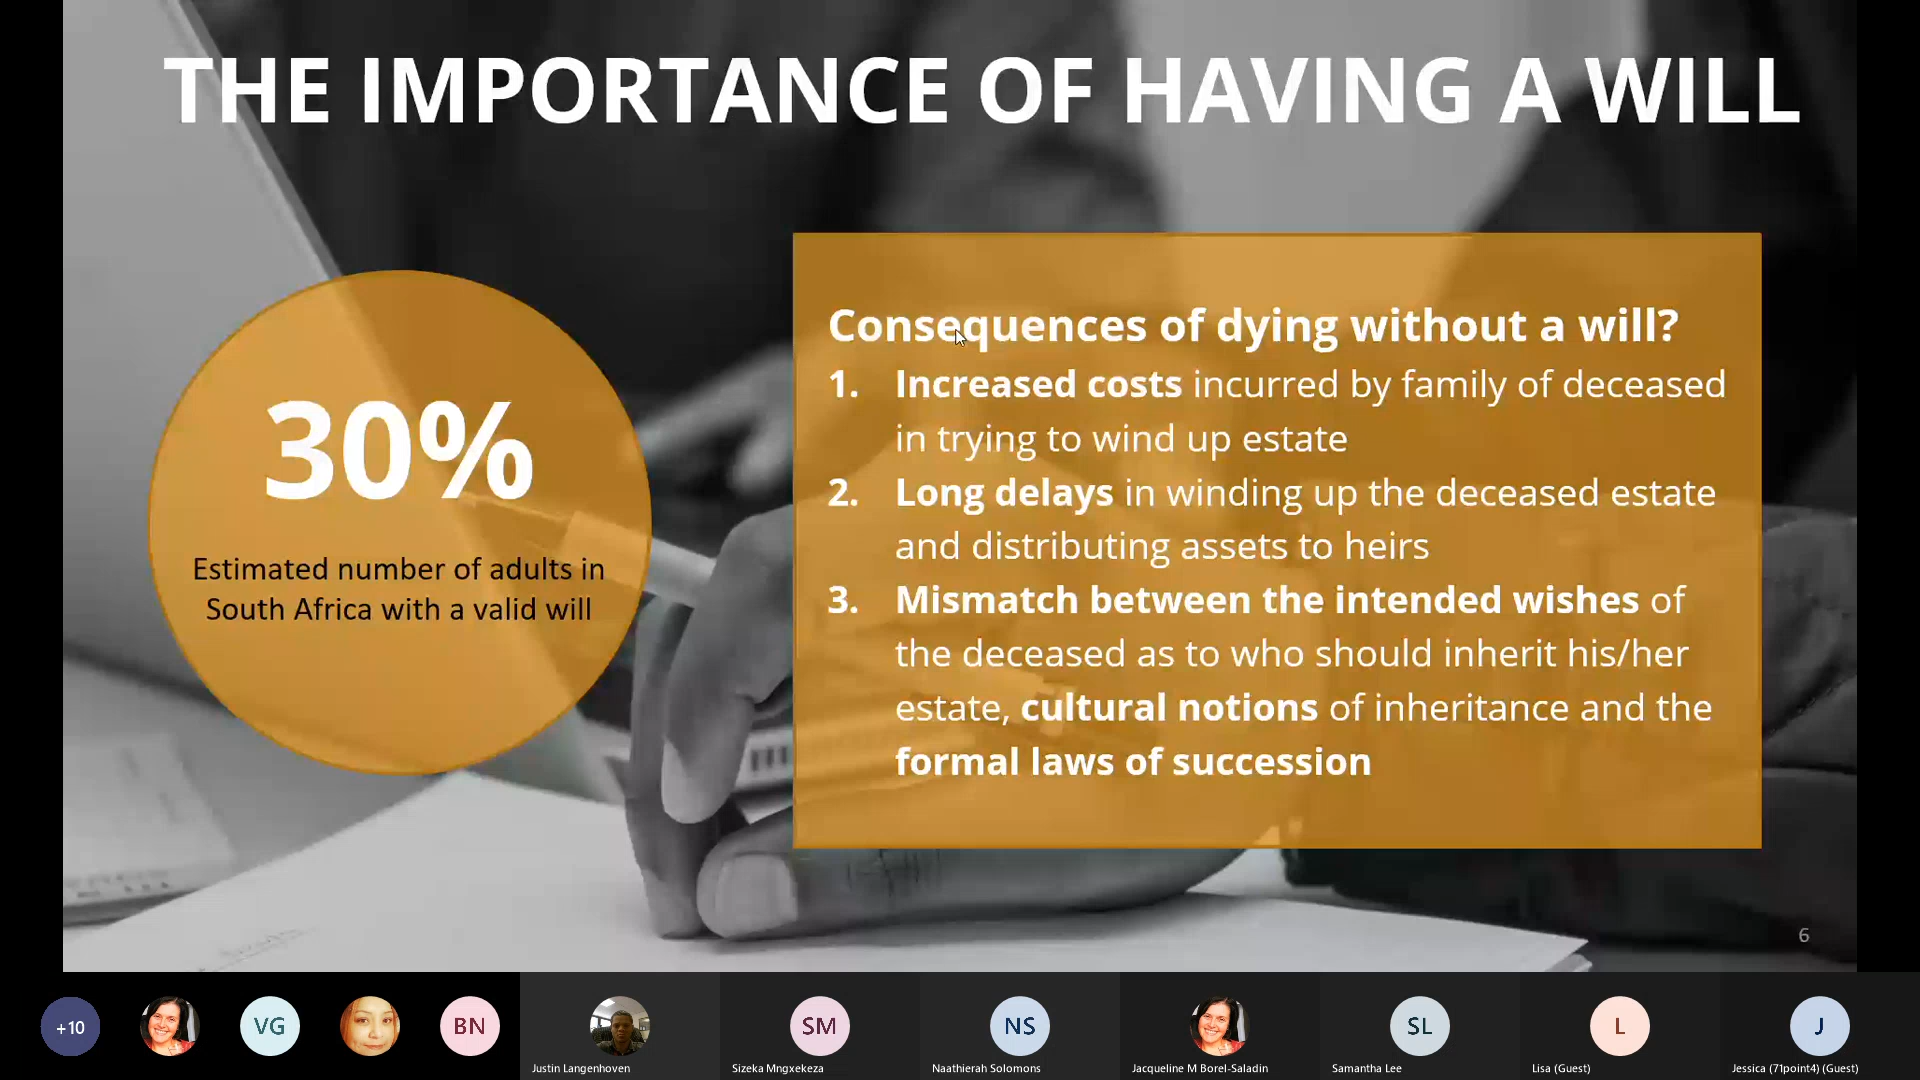 THE IMPORTANCE OF HAVING A WILL
30%
Estimated number of adults in
South Africa with a valid will
Consequences of dying without a will?
1. Increased costs incurred by family of deceased
in trying to wind up estate
2. Long delays in winding up the deceased estate
and distributing assets to heirs
3. Mismatch between the intended wishes of
the deceased as to who should inherit his/her
estate, cultural notions of inheritance and the
formal laws of succession
6
+10
VG
BN
Justin Langenhoven
SM
Sizeka Mngxekeza
NS
Naathierah Solomons
Jacqueline M Borel-Saladin
SL
Samantha Lee
L
Lisa (Guest)
J
Jessica (71point4) (Guest)